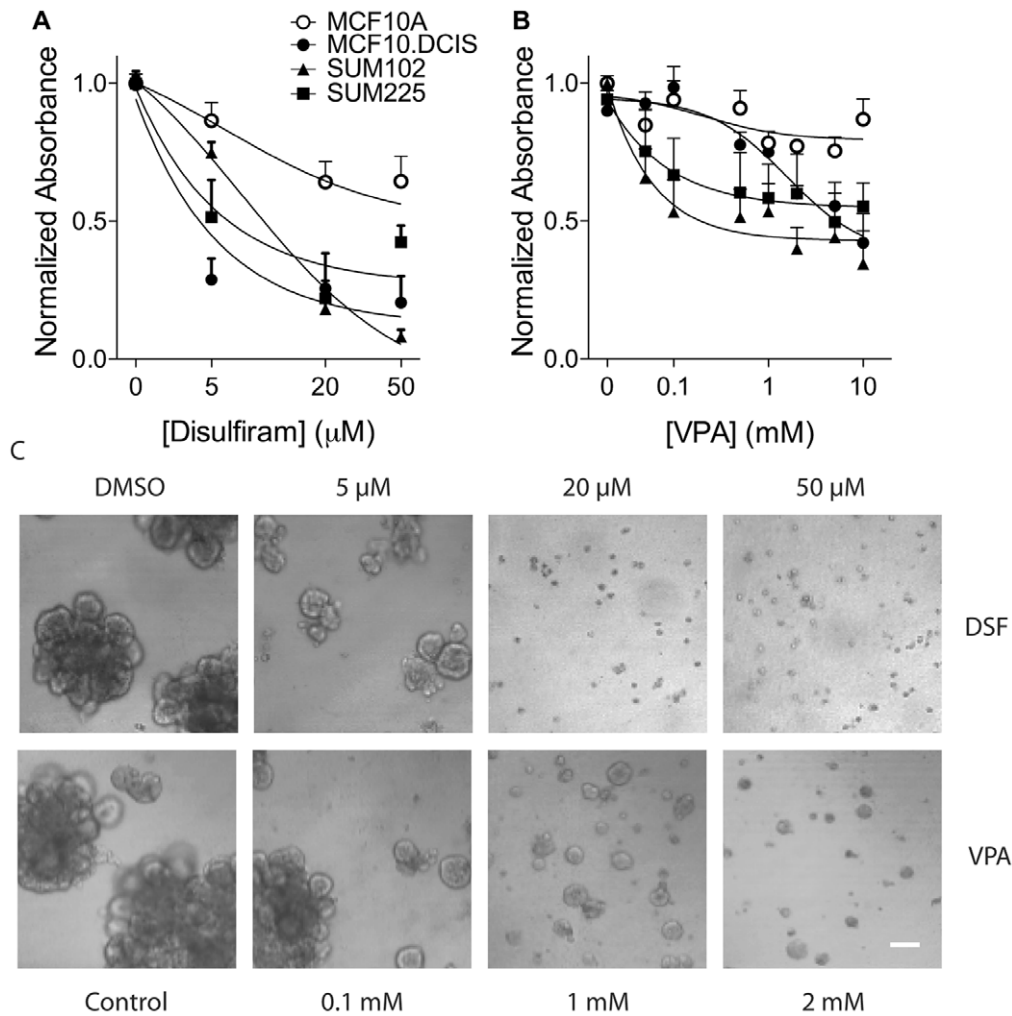 A
MCF10A
MCF10.DCIS
SUM102
SUM225
Normalized Absorbance
1.0
0.5
0.0
0 5 20 50
[Disulfiram] (μM)
B
Normalized Absorbance
1.0
0.5
0.0
0 0.1 1 10
[VPA] (mM)
C
DMSO 5 μM 20 μM 50 μM
DSF
VPA
Control 0.1 mM 1 mM 2 mM